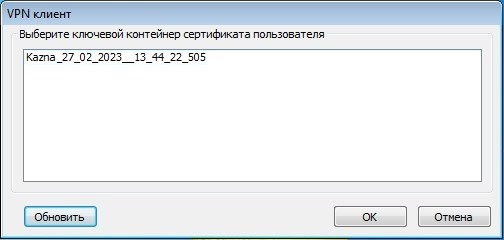 VPN клиент
Выберите ключевой контейнер сертификата пользователя
Kazna_27_02_2023__13_44_22_505
Обновить
OK
Отмена